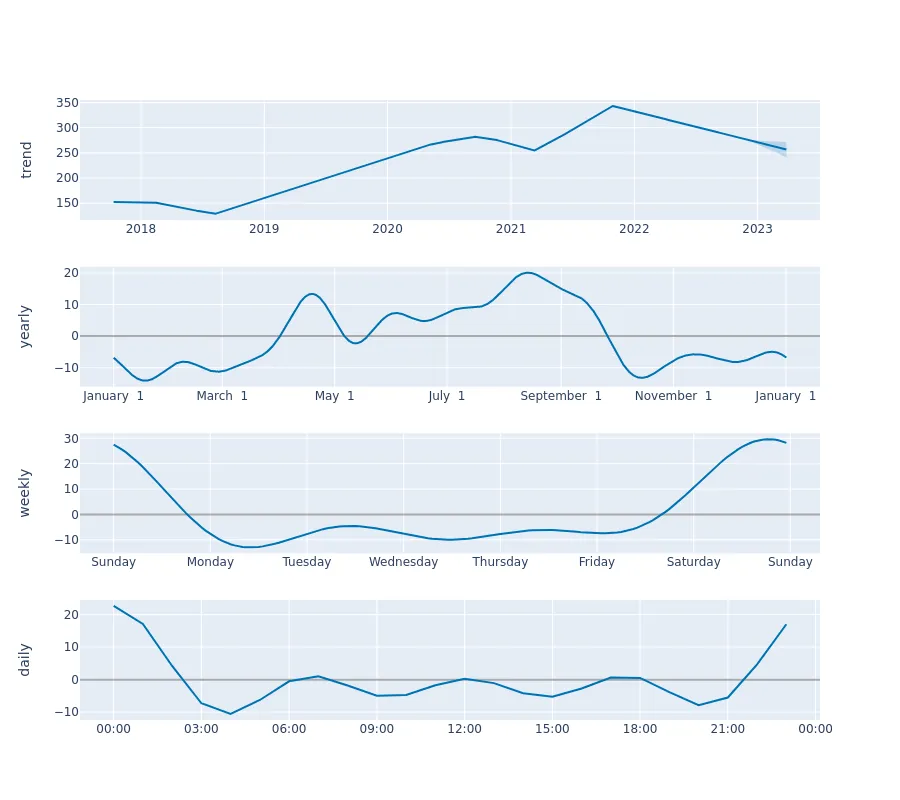 350
300
250
200
150
trend
2018 2019 2020 2021 2022 2023
20
10
0
−10
yearly
January 1 March 1 May 1 July 1 September 1 November 1 January 1
30
20
10
0
−10
weekly
Sunday Monday Tuesday Wednesday Thursday Friday Saturday Sunday
20
10
0
−10
daily
00:00 03:00 06:00 09:00 12:00 15:00 18:00 21:00 00:00